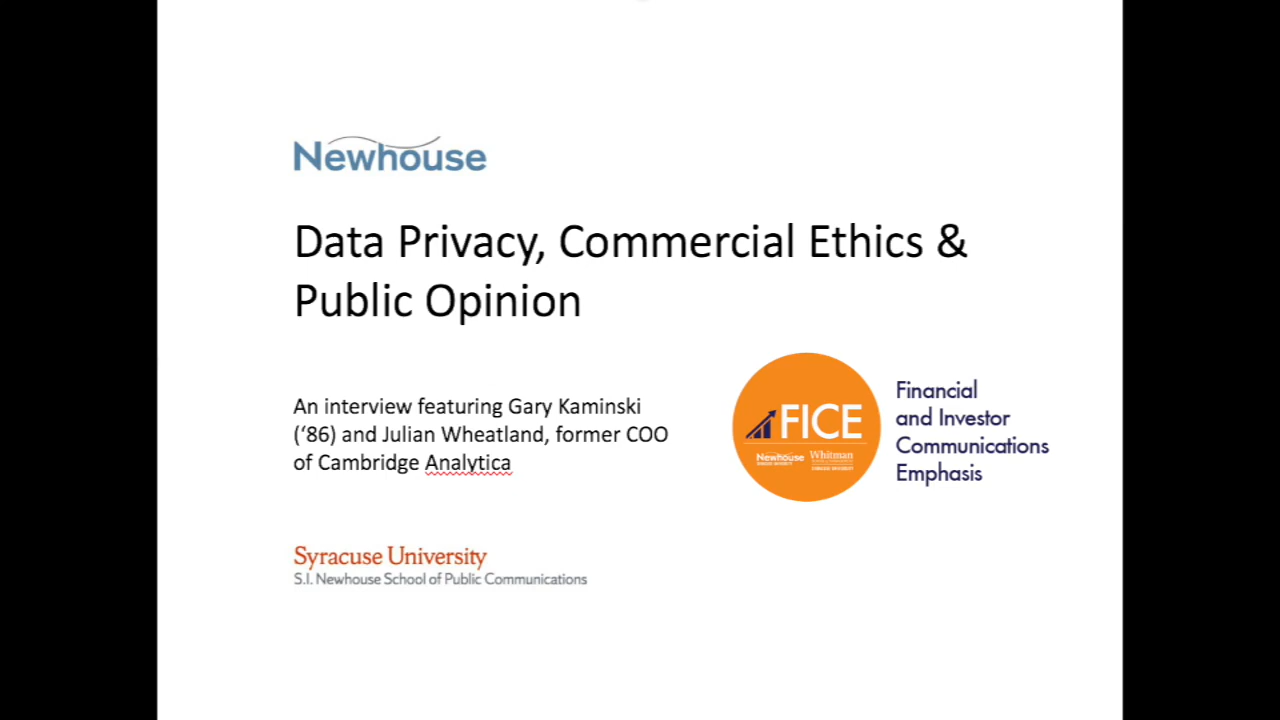 Newhouse
Data Privacy, Commercial Ethics &
Public Opinion
An interview featuring Gary Kaminski
(‘86) and Julian Wheatland, former COO
of Cambridge Analytica
FICE
Newhouse Whitman
Financial
and Investor
Communications
Emphasis
Syracuse University
S.I. Newhouse School of Public Communications